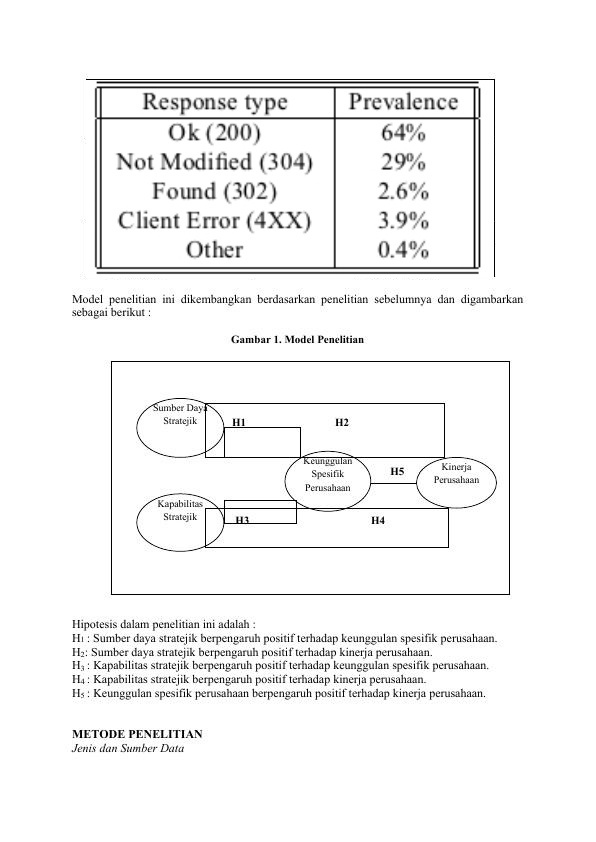 Response type Prevalence
Ok (200) 64%
Not Modified (304) 29%
Found (302) 2.6%
Client Error (4XX) 3.9%
Other 0.4%
Model penelitian ini dikembangkan berdasarkan penelitian sebelumnya dan digambarkan
sebagai berikut :
Gambar 1. Model Penelitian
Sumber Daya
Stratejik
H1
H2
Keunggulan
Spesifik
Perusahaan
H5
Kinerja
Perusahaan
Kapabilitas
Stratejik
H3
H4
Hipotesis dalam penelitian ini adalah :
H1 : Sumber daya stratejik berpengaruh positif terhadap keunggulan spesifik perusahaan.
H2: Sumber daya stratejik berpengaruh positif terhadap kinerja perusahaan.
H3 : Kapabilitas stratejik berpengaruh positif terhadap keunggulan spesifik perusahaan.
H4 : Kapabilitas stratejik berpengaruh positif terhadap kinerja perusahaan.
H5 : Keunggulan spesifik perusahaan berpengaruh positif terhadap kinerja perusahaan.
METODE PENELITIAN
Jenis dan Sumber Data